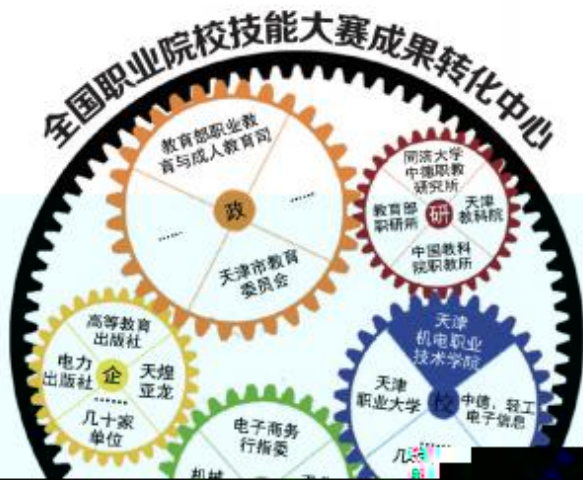 全国职业院校技能大赛成果转化中心
教育部职业教
育与成人教育司
政
……
……
天津市教育
委员会
同济大学
中德职教
研究所
教育部
职研所
研
天津
教科院
中国教科
院职教所
高等教育
出版社
电力
出版社
企
天煌
亚龙
……
几十家
单位
天津
机电职业
技术学院
天津
职业大学
校
中德，轻工
电子信息
……
电子商务
行指委
机械